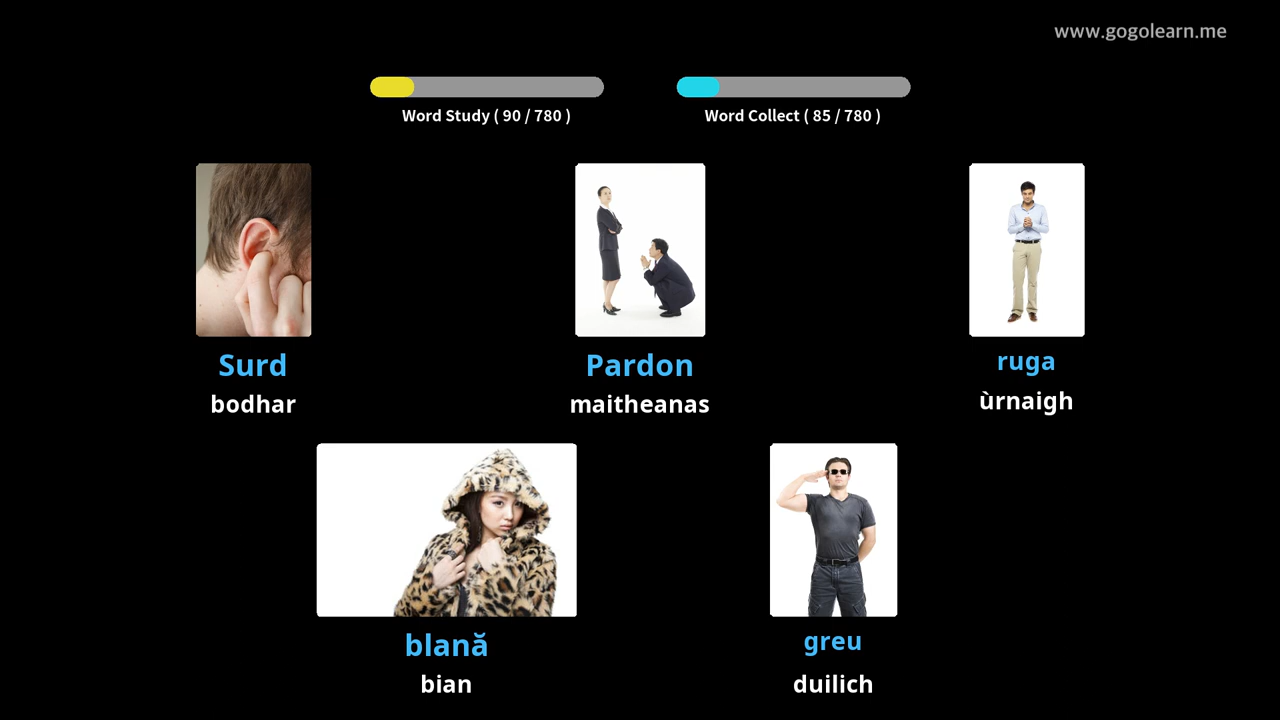 www.gogolearn.me
Word Study ( 90 / 780 )
Word Collect ( 85 / 780 )
Surd
bodhar
Pardon
maitheanas
ruga
ùrnaigh
blană
bian
greu
duilich